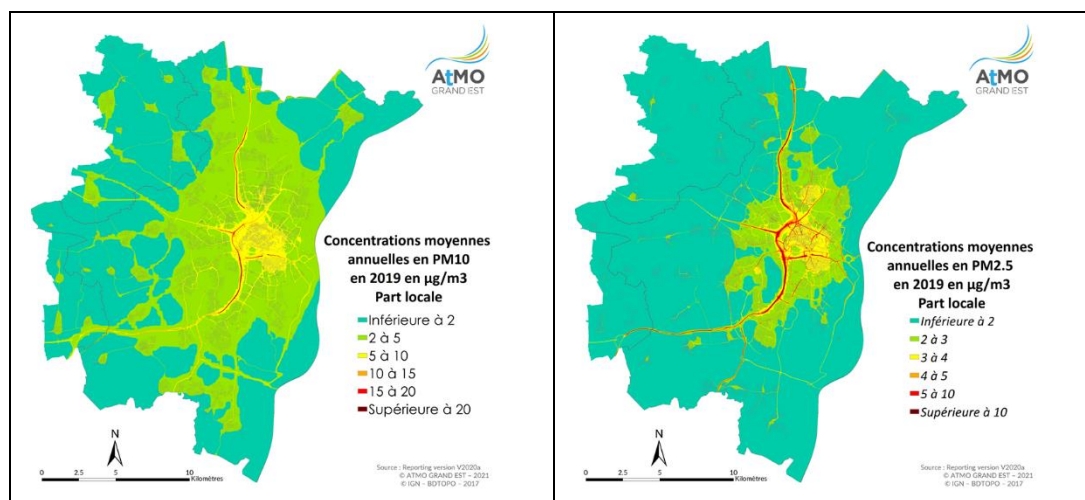 AtMO
GRAND EST
Concentrations moyennes
annuelles en PM10
en 2019 en µg/m3
Part locale
Inférieure à 2
2 à 5
5 à 10
10 à 15
15 à 20
Supérieure à 20
N
0 2.5 5 10
Kilomètres
Source : Reporting version V2020a
© ATMO GRAND EST - 2021
© IGN - BDTOPO - 2017
AtMO
GRAND EST
Concentrations moyennes
annuelles en PM2.5
en 2019 en µg/m3
Part locale
Inférieure à 2
2 à 3
3 à 4
4 à 5
5 à 10
Supérieure à 10
N
0 2.5 5 10
Kilomètres
Source : Reporting version V2020a
© ATMO GRAND EST - 2021
© IGN - BDTOPO - 2017